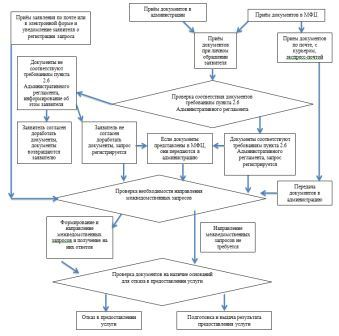 Приём заявления по почте или
в электронной форме и
уведомление заявителя о
регистрации запроса
Приём документов в
администрации
Приём документов в МФЦ
Приём
документов
при личном
обращении
заявителя
Приём документов
по почте, с
курьером,
экспресс-почтой
Документы не
соответствуют
требованиям пункта
2.6
Административного
регламента,
информирование об
этом заявителя
Проверка соответствия документов
требованиям пункта 2.6
Административного регламента
Заявитель согласен
доработать
документы,
документы
возвращаются
заявителю
Заявитель не
согласен
доработать
документы, запрос
регистрируется
Если документы
представлены в МФЦ,
они передаются в
администрацию
Документы соответствуют
требованиям пункта 2.6
Административного
регламента, запрос
регистрируется
Передача
документов в
администрацию
Проверка необходимости направления
межведомственных запросов
Формирование и
направление
межведомственных
запросов и получение на
них ответов
Направление
межведомственных
запросов не
требуется
Проверка документов на наличие оснований
для отказа в предоставлении услуги
Отказ в предоставлении
услуги
Подготовка и выдача результата
предоставления услуги